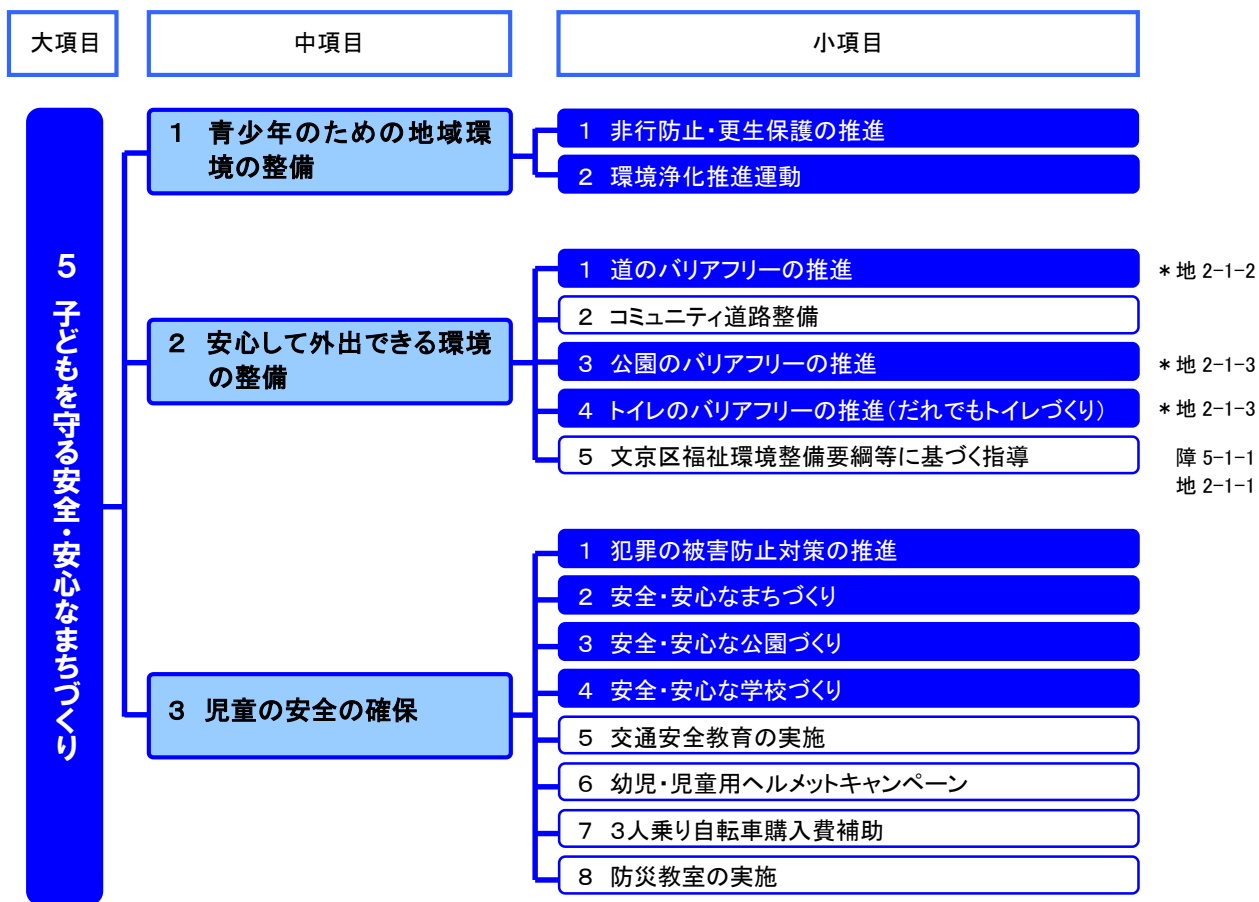 大項目
中項目
小項目
5 子どもを守る安全・安心なまちづくり
1 青少年のための地域環
境の整備
1 非行防止・更生保護の推進
2 環境浄化推進運動
2 安心して外出できる環境
の整備
1 道のバリアフリーの推進
*地 2-1-2
2 コミュニティ道路整備
3 公園のバリアフリーの推進
*地 2-1-3
4 トイレのバリアフリーの推進(だれでもトイレづくり)
*地 2-1-3
5 文京区福祉環境整備要綱等に基づく指導
障 5-1-1
地 2-1-1
3 児童の安全の確保
1 犯罪の被害防止対策の推進
2 安全・安心なまちづくり
3 安全・安心な公園づくり
4 安全・安心な学校づくり
5 交通安全教育の実施
6 幼児・児童用ヘルメットキャンペーン
7 3人乗り自転車購入費補助
8 防災教室の実施